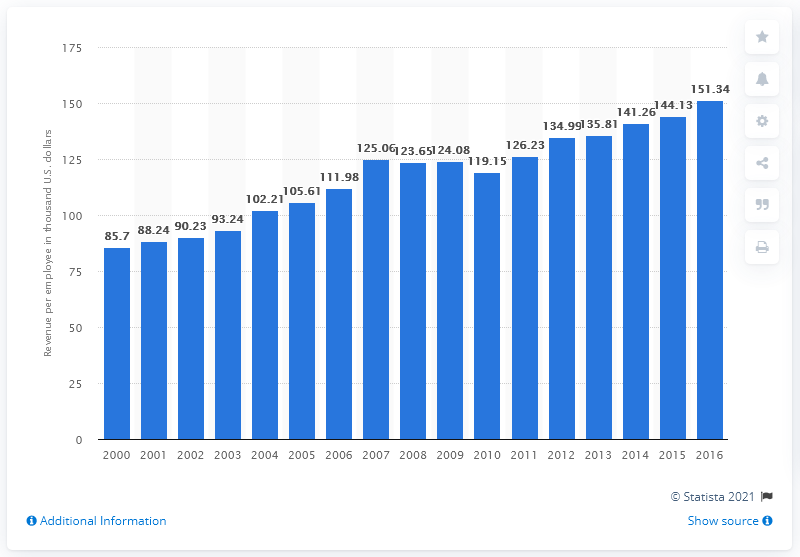 Revenue per employee in thousand U.S. dollars
175
150
125
100
75
50
25
0
85.7 88.24 90.23 93.24 102.21 105.61 111.98 125.06 123.65 124.08 119.15 126.23 134.99 135.81 141.26 144.13 151.34
2000 2001 2002 2003 2004 2005 2006 2007 2008 2009 2010 2011 2012 2013 2014 2015 2016
© Statista 2021
Additional Information
Show source